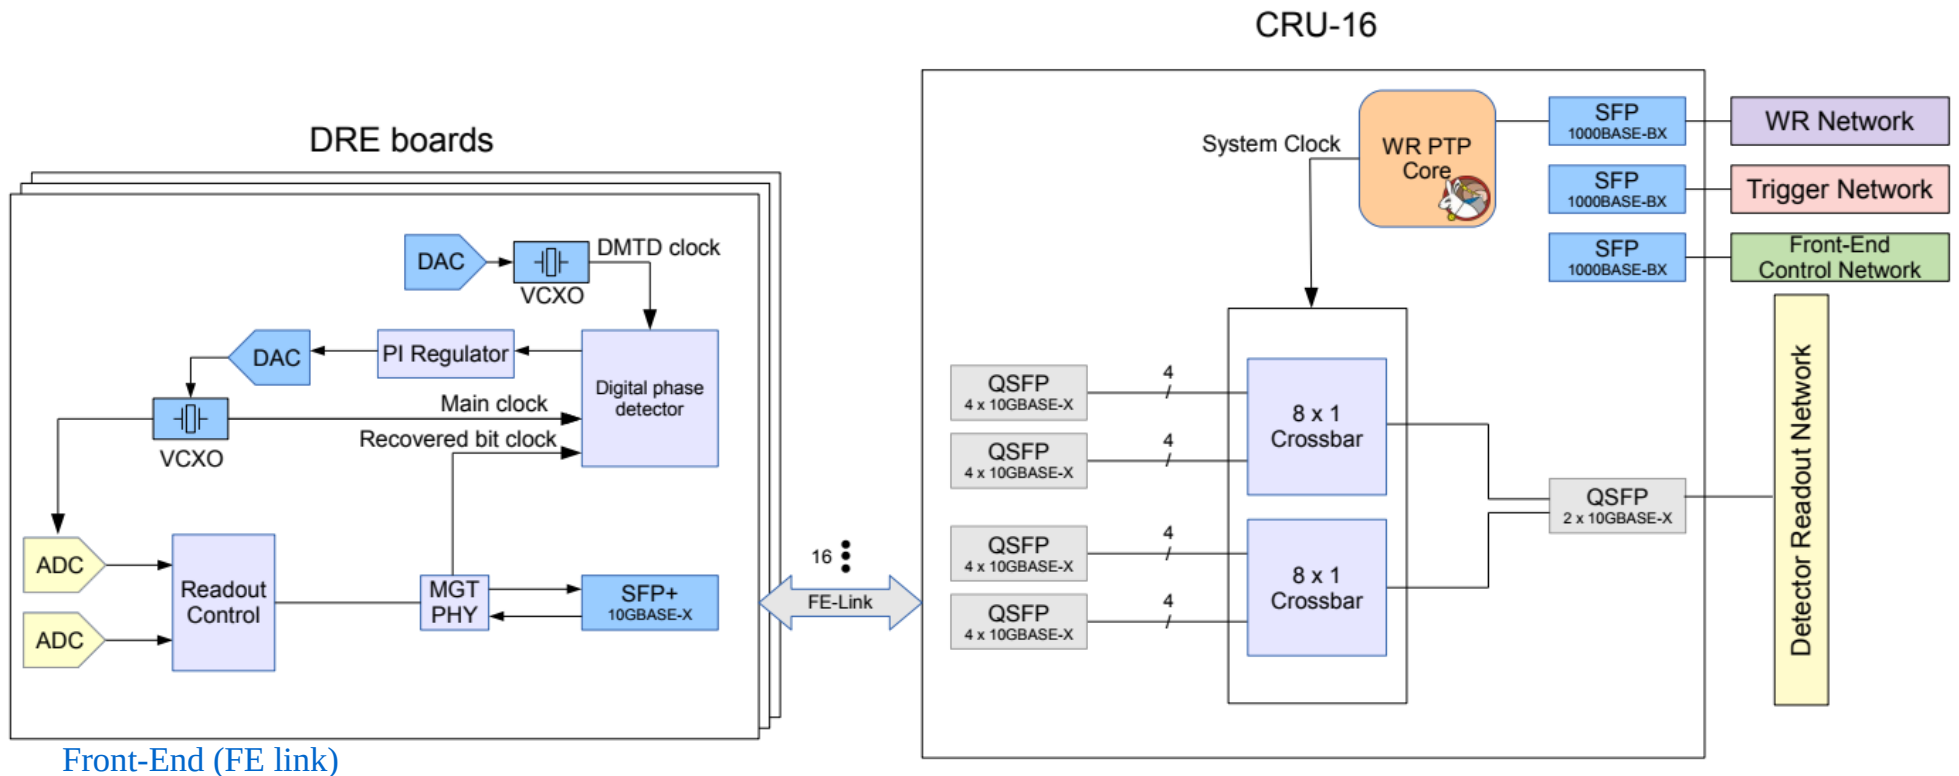 CRU-16
DRE boards
DAC
VCXO
DMTD clock
DAC
PI Regulator
Digital phase
detector
Main clock
Recovered bit clock
VCXO
ADC
ADC
Readout
Control
MGT
PHY
SFP+
10GBASE-X
Front-End (FE link)
16
FE-Link
System Clock
WR PTP
Core
SFP
1000BASE-BX
WR Network
SFP
1000BASE-BX
Trigger Network
SFP
1000BASE-BX
Front-End
Control Network
QSFP
4 x 10GBASE-X
4
QSFP
4 x 10GBASE-X
4
8 x 1
Crossbar
QSFP
4 x 10GBASE-X
4
QSFP
4 x 10GBASE-X
4
8 x 1
Crossbar
QSFP
2 x 10GBASE-X
Detector Readout Network